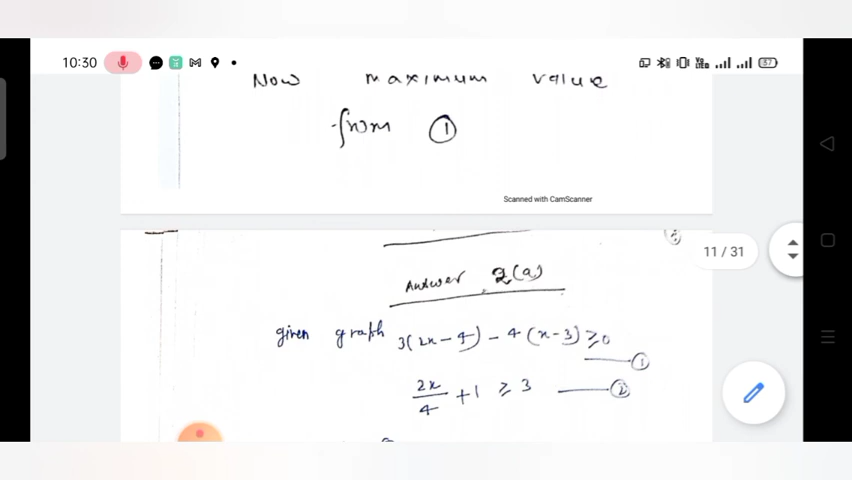 10:30
37
Now maximum value
from ①
Scanned with CamScanner
11 / 31
Answer 2(a)
given graph 3(2x-4) - 4(x-3) ≥ 0 ①
2x/4 + 1 ≥ 3 ②